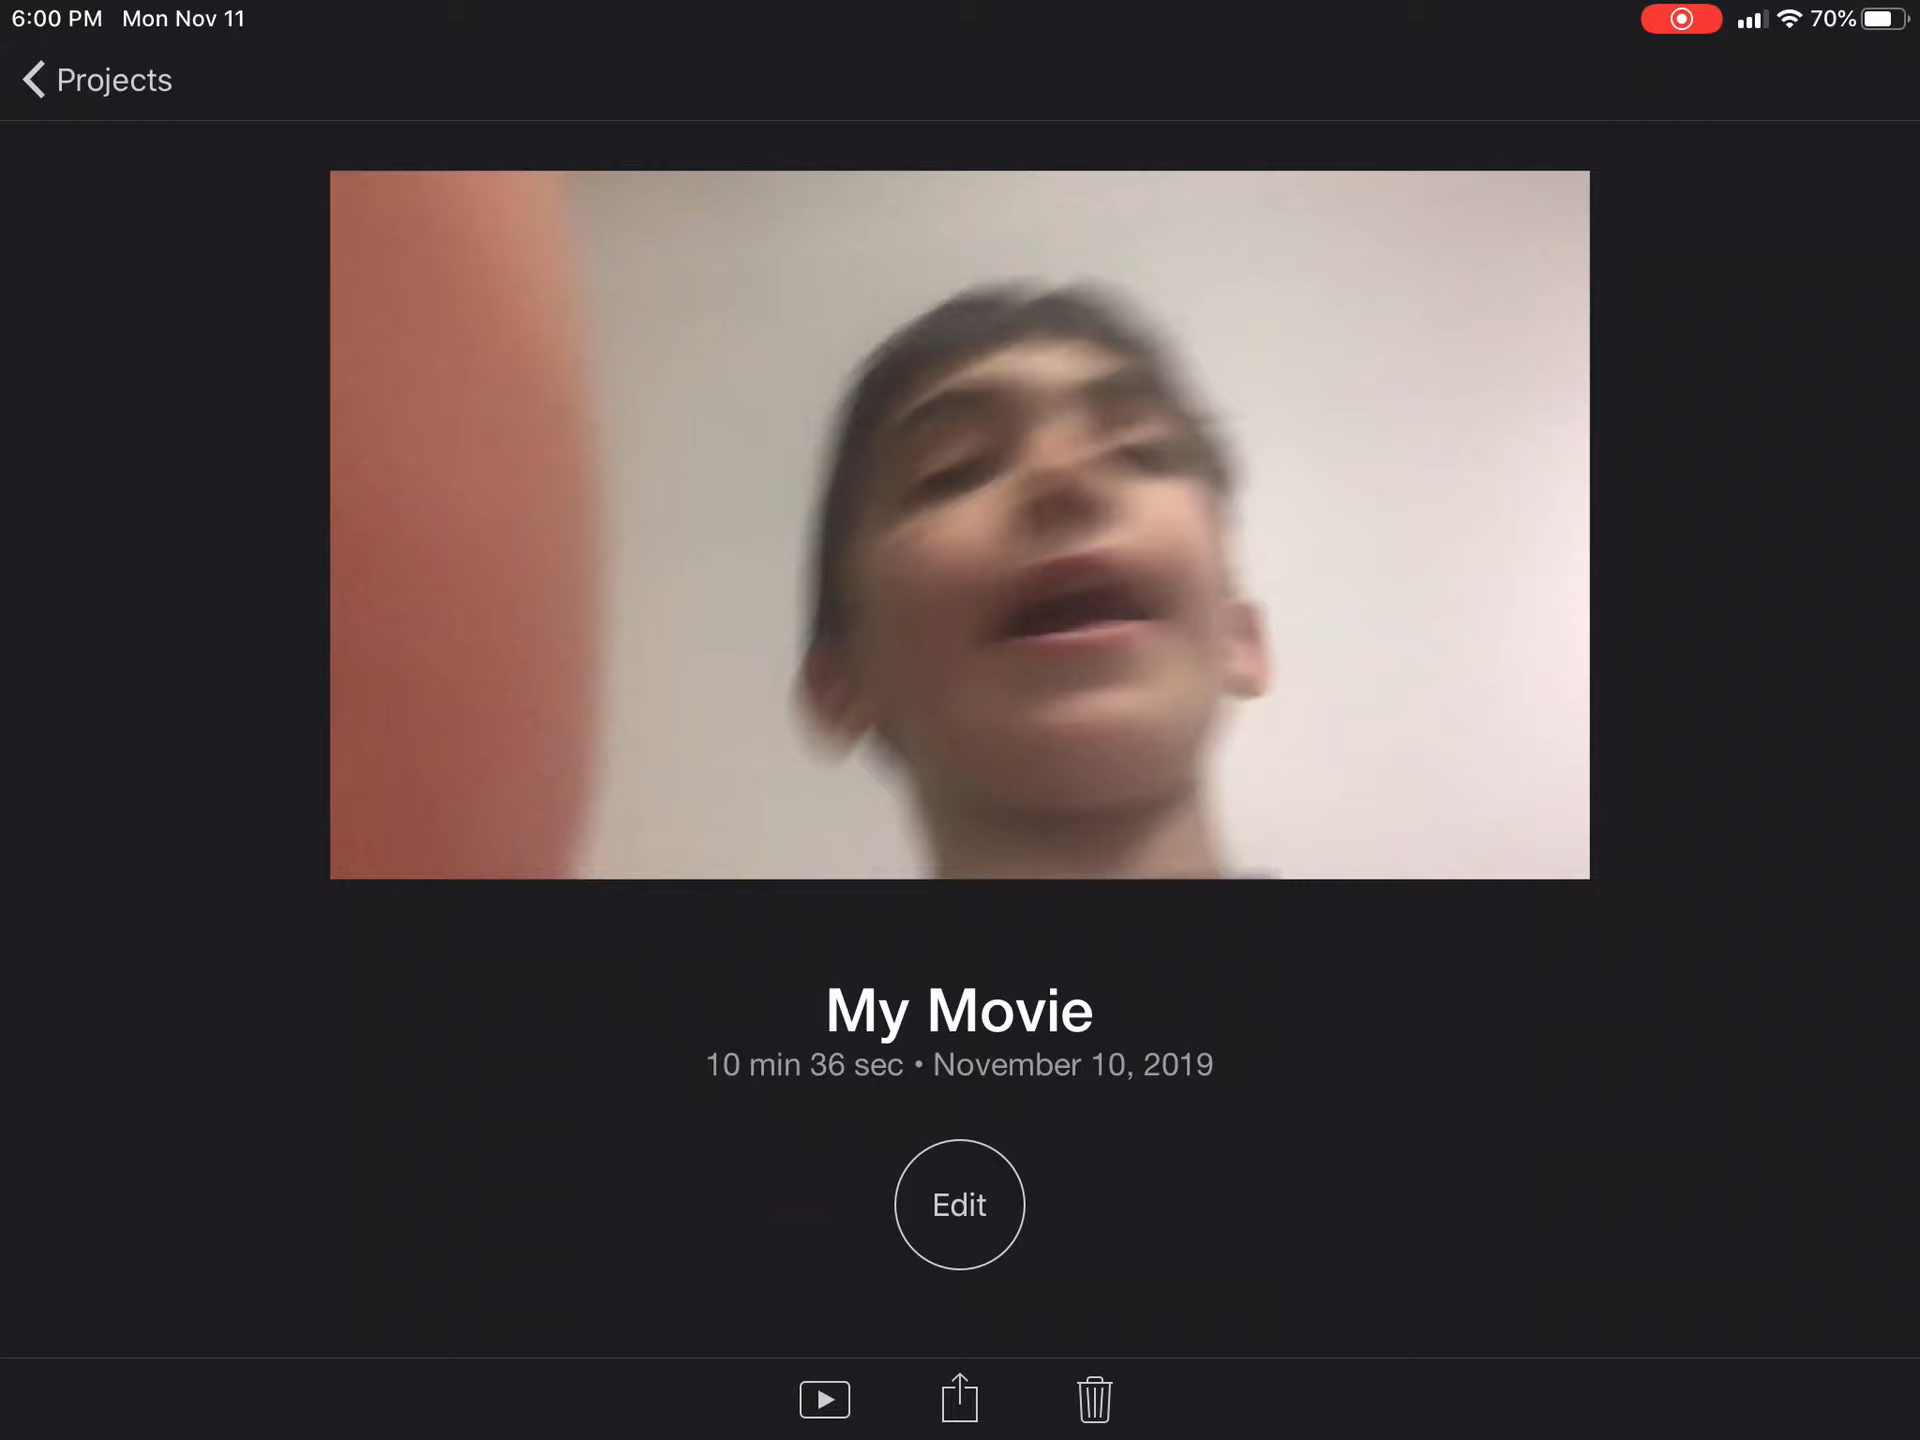 6:00 PM Mon Nov 11 70%
Projects
My Movie
10 min 36 sec • November 10, 2019
Edit